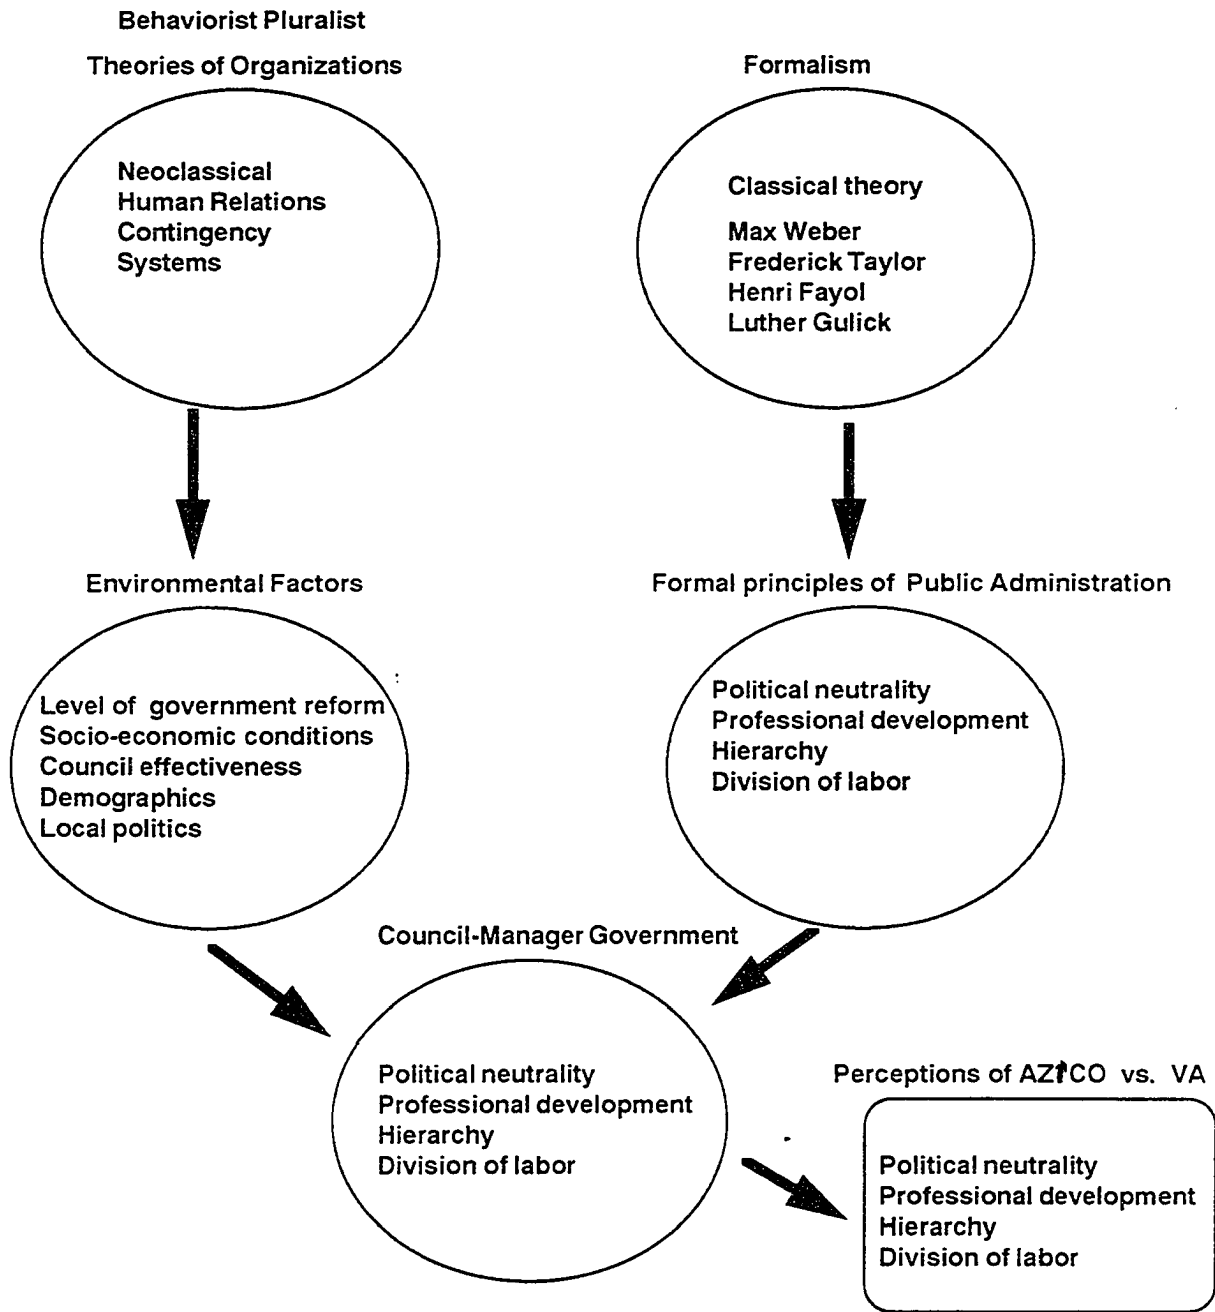 Behaviorist Pluralist
Theories of Organizations
Neoclassical
Human Relations
Contingency
Systems
Formalism
Classical theory
Max Weber
Frederick Taylor
Henri Fayol
Luther Gulick
Environmental Factors
Level of government reform
Socio-economic conditions
Council effectiveness
Demographics
Local politics
Formal principles of Public Administration
Political neutrality
Professional development
Hierarchy
Division of labor
Council-Manager Government
Political neutrality
Professional development
Hierarchy
Division of labor
Perceptions of AZ CO vs. VA
Political neutrality
Professional development
Hierarchy
Division of labor